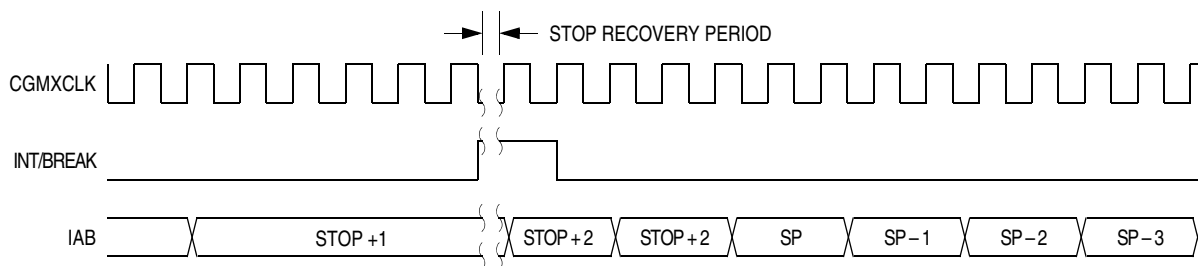 STOP RECOVERY PERIOD
CGMXCLK
INT/BREAK
IAB
STOP +1
STOP + 2
STOP + 2
SP
SP – 1
SP – 2
SP – 3